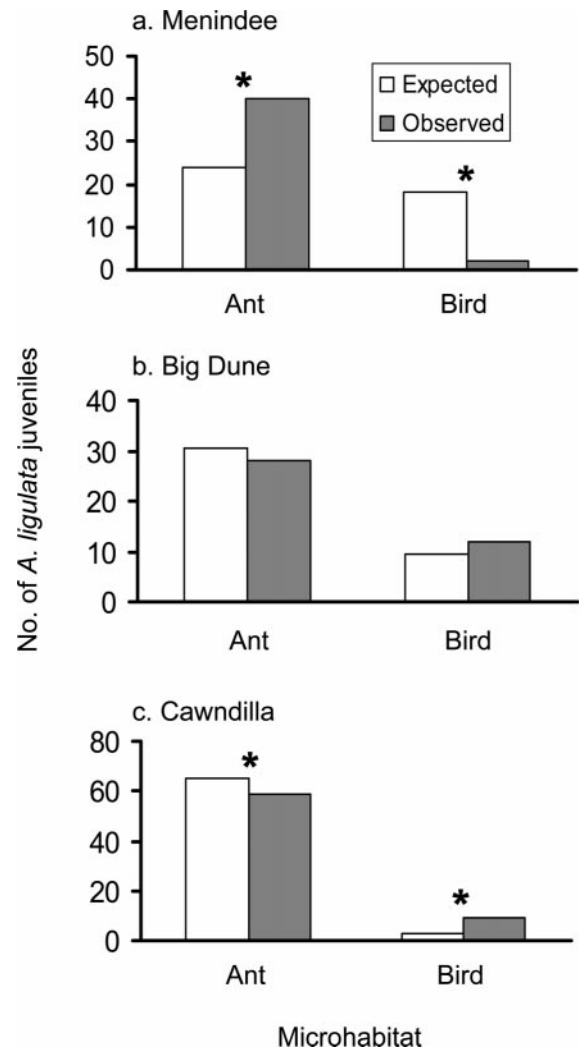 a. Menindee
50
40
30
20
10
0
*
*
Expected
Observed
Ant Bird
b. Big Dune
40
30
20
10
0
Ant Bird
c. Cawndilla
80
60
40
20
0
*
*
Ant Bird
No. of A. ligulata juveniles
Microhabitat